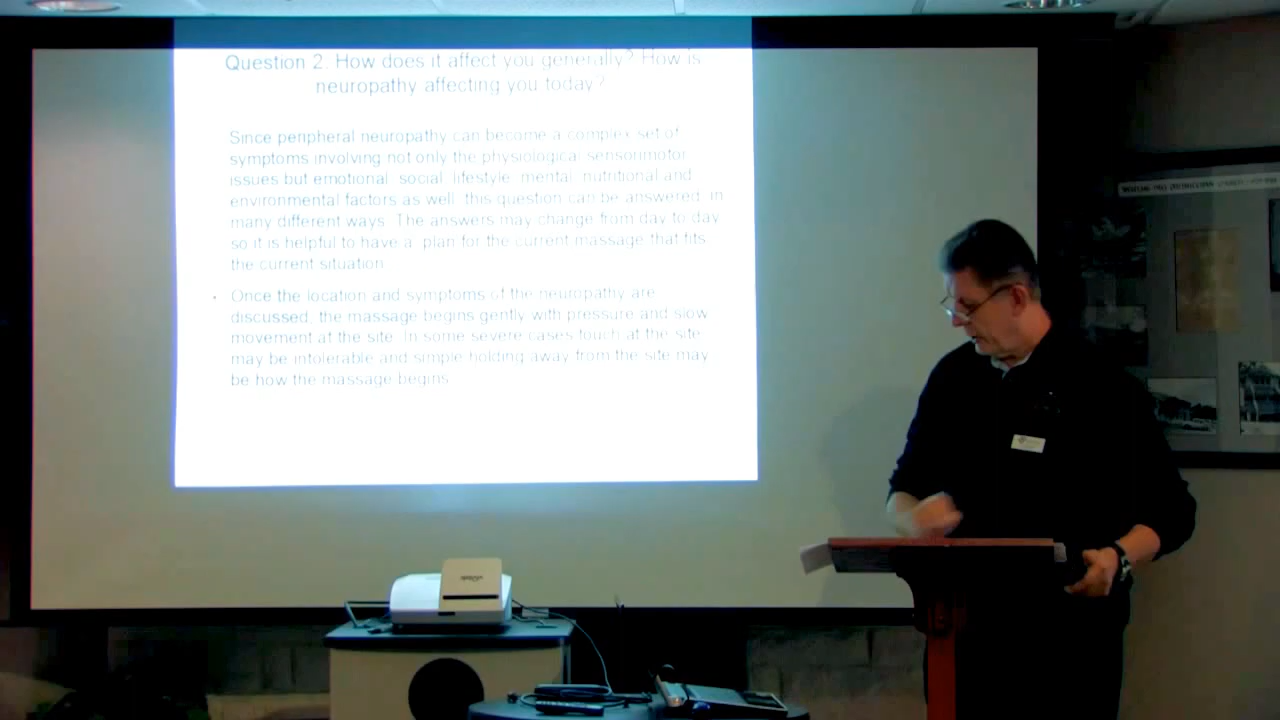 Question 2. How does it affect you generally? How is
neuropathy affecting you today?
Since peripheral neuropathy can become a complex set of
symptoms involving not only the physiological sensorimotor
issues but emotional, social, lifestyle, mental, nutritional and
environmental factors as well, this question can be answered, in
many different ways. The answers may change from day to day
so it is helpful to have a plan for the current massage that fits
the current situation.
• Once the location and symptoms of the neuropathy are
discussed, the massage begins gently with pressure and slow
movement at the site. In some severe cases touch at the site
may be intolerable and simple holding away from the site may
be how the massage begins.